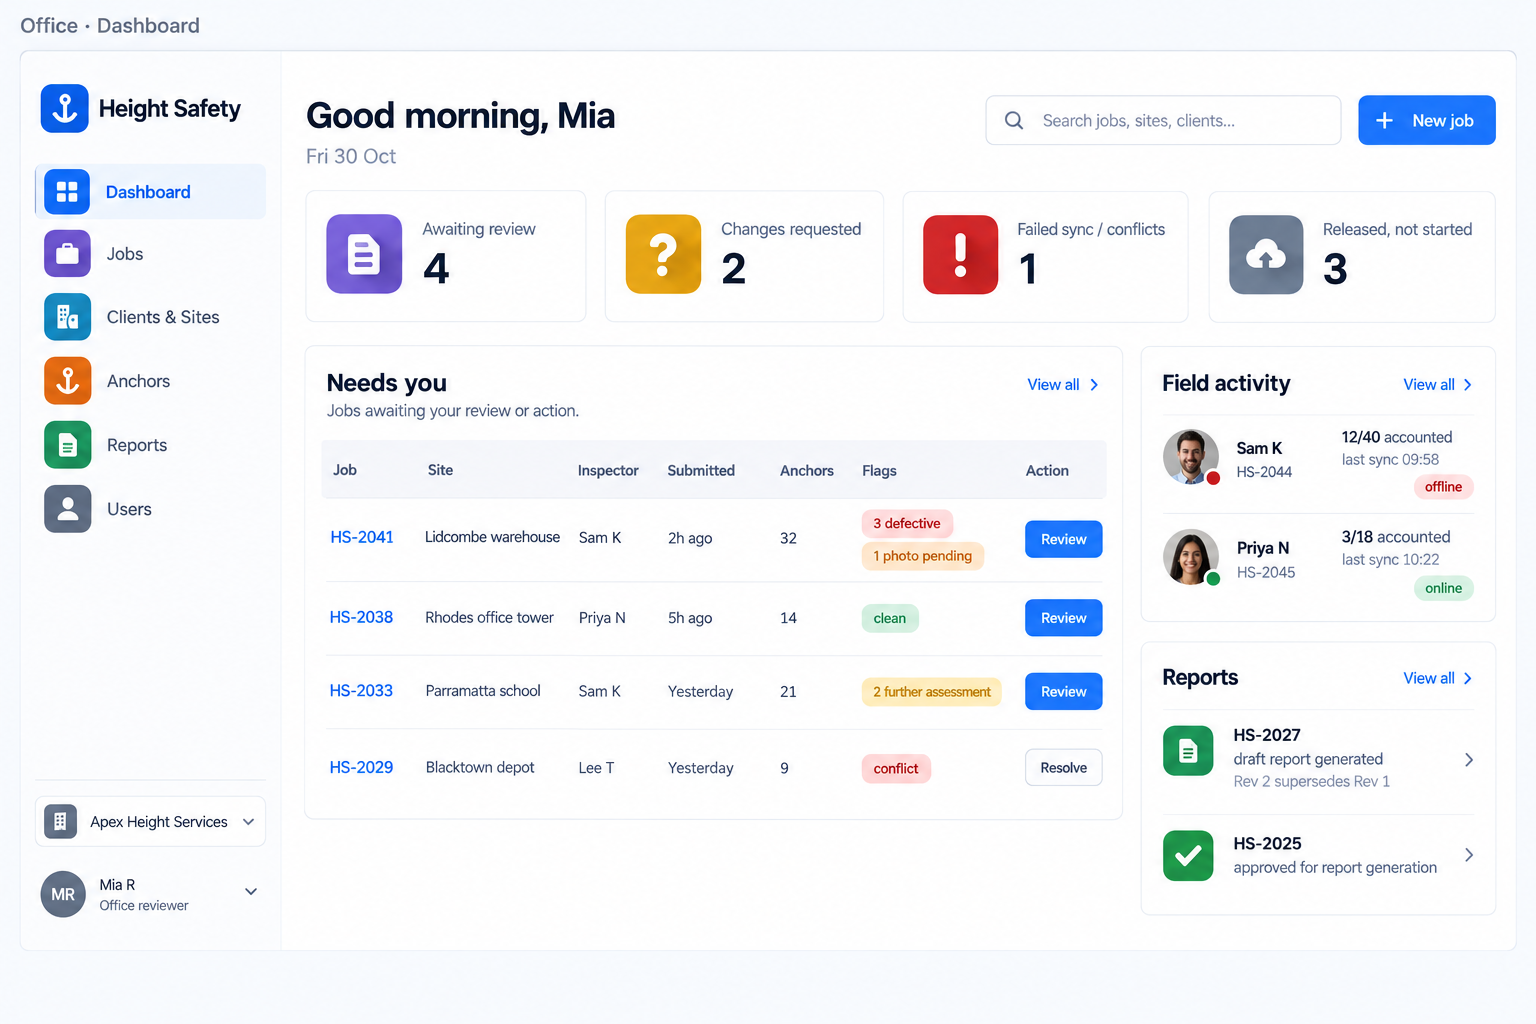 Office · Dashboard
Height Safety
Dashboard
Jobs
Clients & Sites
Anchors
Reports
Users
Apex Height Services
MR
Mia R
Office reviewer
Good morning, Mia
Fri 30 Oct
Search jobs, sites, clients...
+ New job
Awaiting review
4
?
Changes requested
2
!
Failed sync / conflicts
1
Released, not started
3
Needs you
View all
Jobs awaiting your review or action.
Job Site Inspector Submitted Anchors Flags Action
HS-2041 Lidcombe warehouse Sam K 2h ago 32 3 defective Review
1 photo pending
HS-2038 Rhodes office tower Priya N 5h ago 14 clean Review
HS-2033 Parramatta school Sam K Yesterday 21 2 further assessment Review
HS-2029 Blacktown depot Lee T Yesterday 9 conflict Resolve
Field activity
View all
Sam K
HS-2044
12/40 accounted
last sync 09:58
offline
Priya N
HS-2045
3/18 accounted
last sync 10:22
online
Reports
View all
HS-2027
draft report generated
Rev 2 supersedes Rev 1
HS-2025
approved for report generation